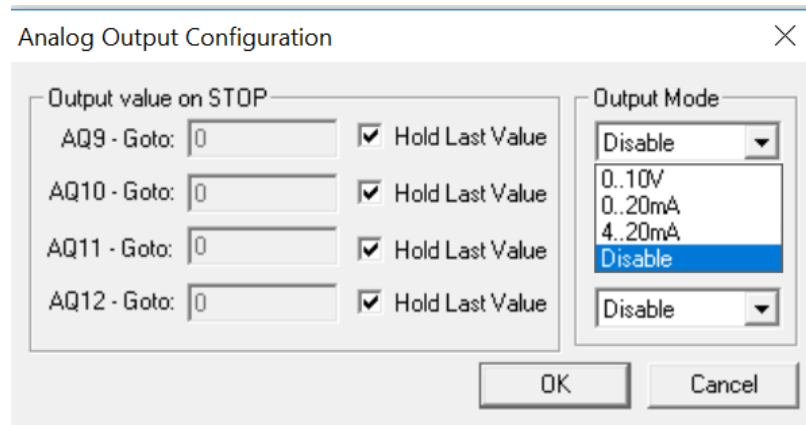 Analog Output Configuration
Output value on STOP
Output Mode
AQ9 - Goto: 0 Hold Last Value Disable
0..10V
0..20mA
4..20mA
Disable
AQ10 - Goto: 0 Hold Last Value
AQ11 - Goto: 0 Hold Last Value
AQ12 - Goto: 0 Hold Last Value Disable
OK Cancel